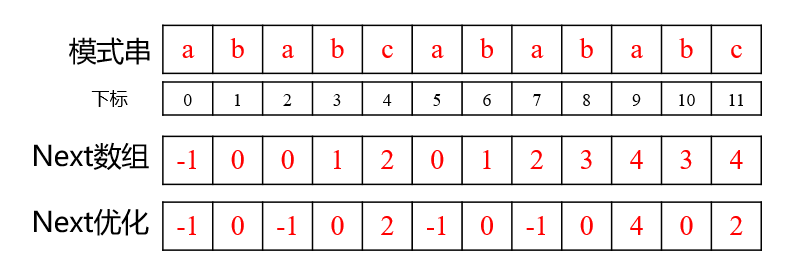 模式串 a b a b c a b a b a b c
下标 0 1 2 3 4 5 6 7 8 9 10 11
Next数组 -1 0 0 1 2 0 1 2 3 4 3 4
Next优化 -1 0 -1 0 2 -1 0 -1 0 4 0 2